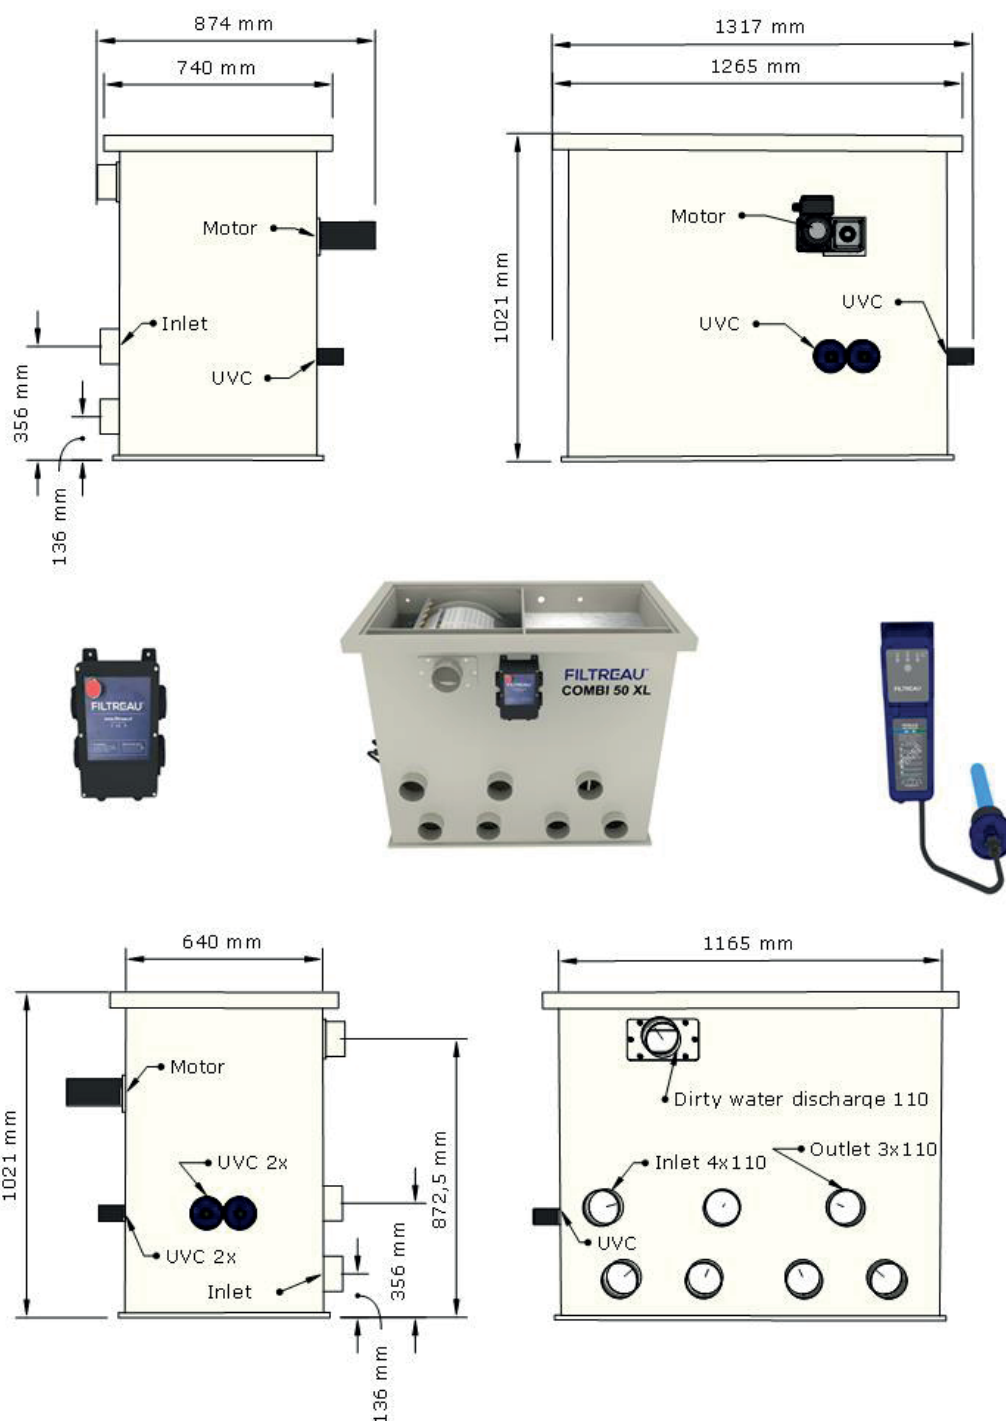 874 mm
740 mm
Motor
Inlet
UVC
356 mm
136 mm
1317 mm
1265 mm
1021 mm
Motor
UVC
UVC
FILTREAU
FILTREAU
COMBI 50 XL
FILTREAU
640 mm
1021 mm
Motor
UVC 2x
UVC 2x
Inlet
872,5 mm
356 mm
136 mm
1165 mm
Dirty water discharge 110
Inlet 4x110
Outlet 3x110
UVC